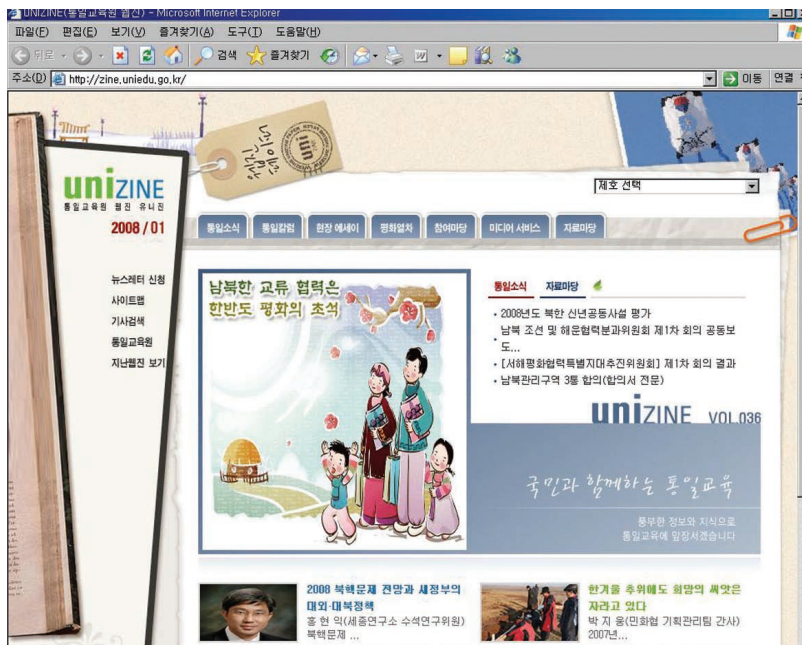 UNIZINE(통일교육원 웹진) - Microsoft Internet Explorer
파일(F) 편집(E) 보기(V) 즐겨찾기(A) 도구(T) 도움말(H)
뒤로 검색 즐겨찾기
주소(D) http://zine.uniedu.go.kr/ 이동 연결
uni
제호 선택
uniZINE
통일교육원 웹진 유니진
2008 / 01
통일소식 통일칼럼 현장 에세이 평화열차 참여마당 미디어 서비스 자료마당
뉴스레터 신청
사이트맵
기사검색
통일교육원
지난웹진 보기
남북한 교류 협력은
한반도 평화의 초석
통일소식 자료마당
· 2008년도 북한 신년공동사설 평가
· 남북 조선 및 해운협력분과위원회 제1차 회의 공동보
도...
· [서해평화협력특별지대추진위원회] 제1차 회의 결과
· 남북관리구역 3통 합의(합의서 전문)
uniZINE VOL.036
국민과 함께하는 통일교육
풍부한 정보와 지식으로
통일교육에 앞장서겠습니다
2008 북핵문제 전망과 새정부의
대외·대북정책
홍 현 익(세종연구소 수석연구위원)
북핵문제 ...
한겨울 추위에도 희망의 씨앗은
자라고 있다
박 지 용(민화협 기획관리팀 간사)
2007년...